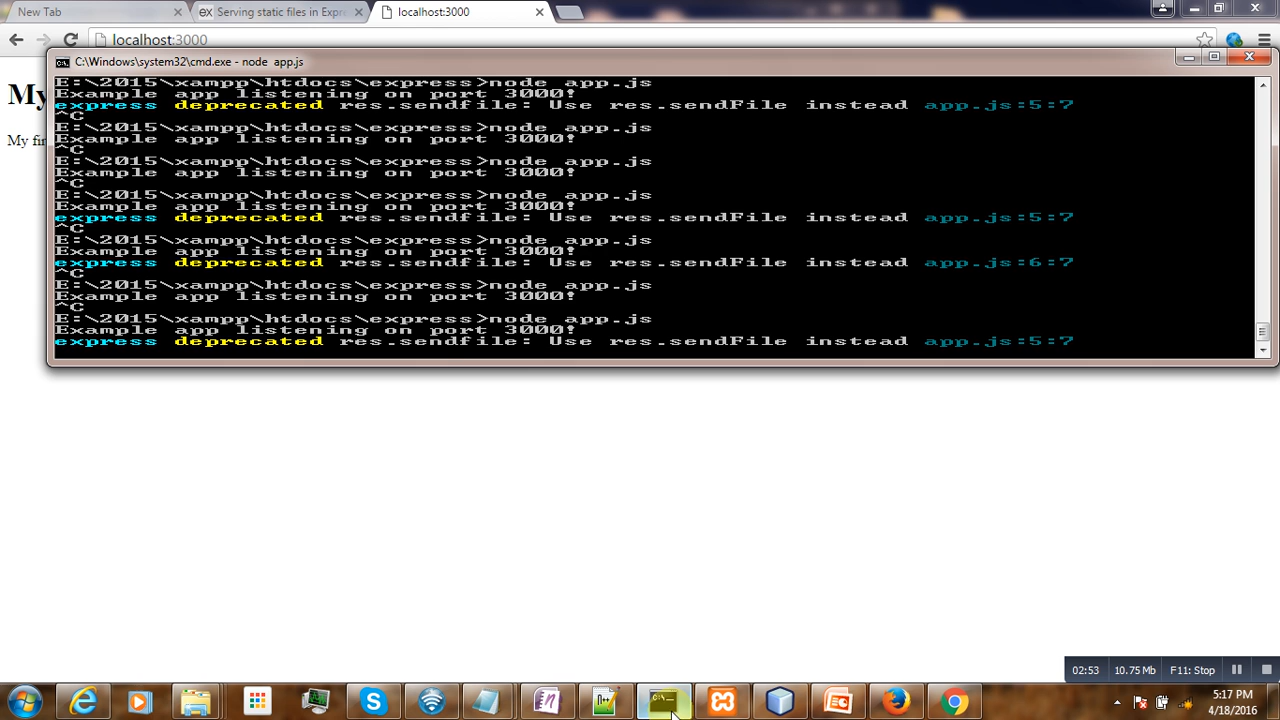 New Tab
Serving static files in Expre
localhost:3000
localhost:3000
C:\Windows\system32\cmd.exe - node  app.js
E:\2015\xampp\htdocs\express>node app.js
Example app listening on port 3000!
express deprecated res.sendfile: Use res.sendFile instead app.js:5:7
^C
E:\2015\xampp\htdocs\express>node app.js
Example app listening on port 3000!
^C
E:\2015\xampp\htdocs\express>node app.js
Example app listening on port 3000!
^C
E:\2015\xampp\htdocs\express>node app.js
Example app listening on port 3000!
express deprecated res.sendfile: Use res.sendFile instead app.js:5:7
^C
E:\2015\xampp\htdocs\express>node app.js
Example app listening on port 3000!
express deprecated res.sendfile: Use res.sendFile instead app.js:6:7
^C
E:\2015\xampp\htdocs\express>node app.js
Example app listening on port 3000!
^C
E:\2015\xampp\htdocs\express>node app.js
Example app listening on port 3000!
express deprecated res.sendfile: Use res.sendFile instead app.js:5:7
My
My fir
02:53 10.75 Mb F11: Stop
5:17 PM
4/18/2016